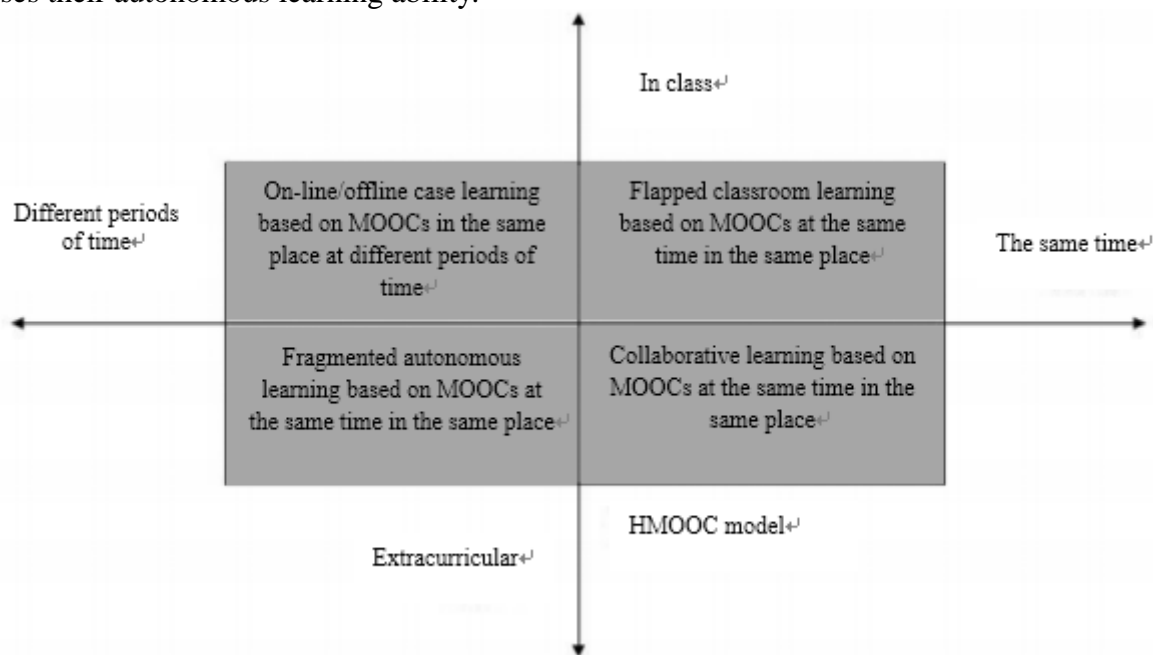 ses their autonomous learning ability.
In class↵
On-line/offline case learning
based on MOOCs in the same
place at different periods of
time↵
Flapped classroom learning
based on MOOCs at the same
time in the same place↵
Different periods
of time↵
The same time↵
Fragmented autonomous
learning based on MOOCs at
the same time in the same place↵
Collaborative learning based on
MOOCs at the same time in the
same place↵
HMOOC model↵
Extracurricular↵